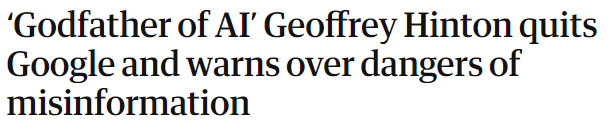 ‘Godfather of AI’ Geoffrey Hinton quits
Google and warns over dangers of
misinformation